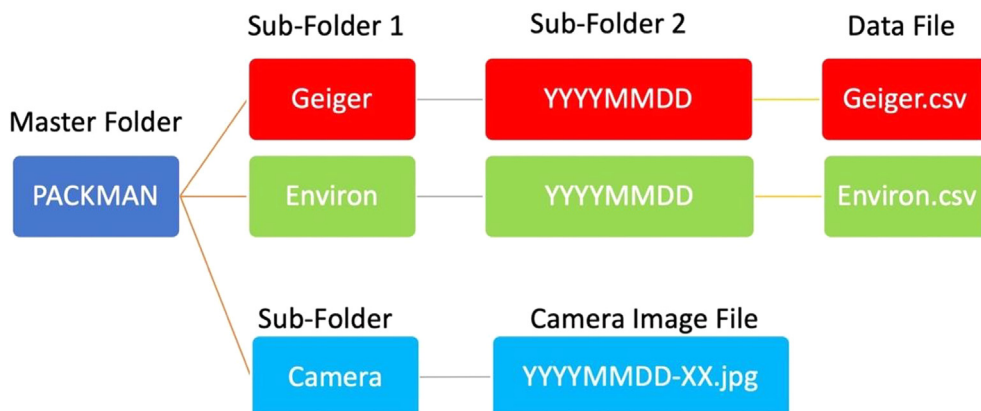 Sub-Folder 1
Sub-Folder 2
Data File
Geiger
YYYYMMDD
Geiger.csv
Master Folder
PACKMAN
Environ
YYYYMMDD
Environ.csv
Sub-Folder
Camera Image File
Camera
YYYYMMDD-XX.jpg